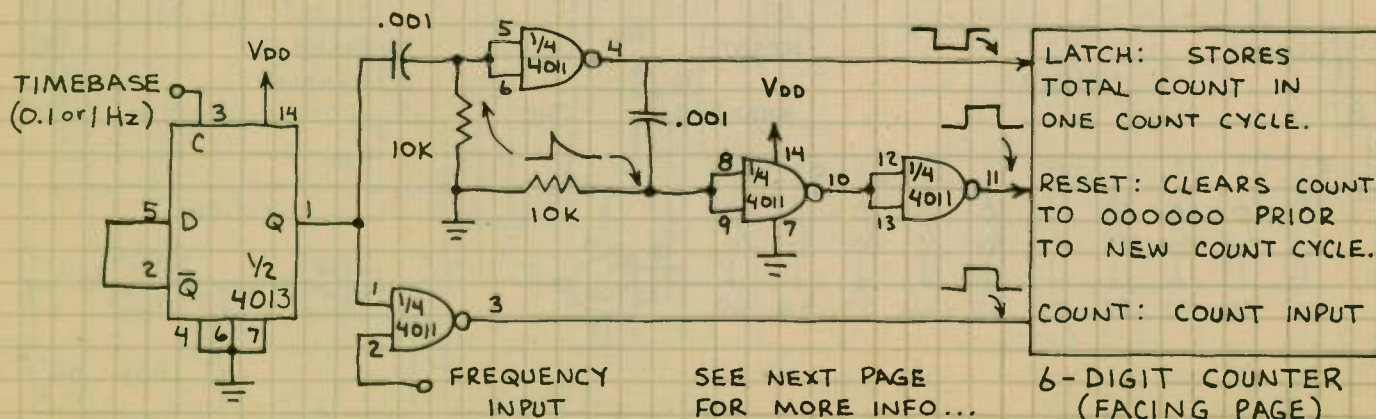 .001
5
1/4
4011
6
4
VDD
TIMEBASE
(0.1 or 1 Hz)
3
14
C
10K
.001
VDD
5
D
Q
1
2
Q̅
1/2
4013
4
6
7
10K
8
1/4
4011
9
14
7
10
12
1/4
4011
13
11
1
1/4
4011
2
3
FREQUENCY
INPUT
SEE NEXT PAGE
FOR MORE INFO...
LATCH: STORES
TOTAL COUNT IN
ONE COUNT CYCLE.
RESET: CLEARS COUNT
TO 000000 PRIOR
TO NEW COUNT CYCLE.
COUNT: COUNT INPUT
6-DIGIT COUNTER
(FACING PAGE)